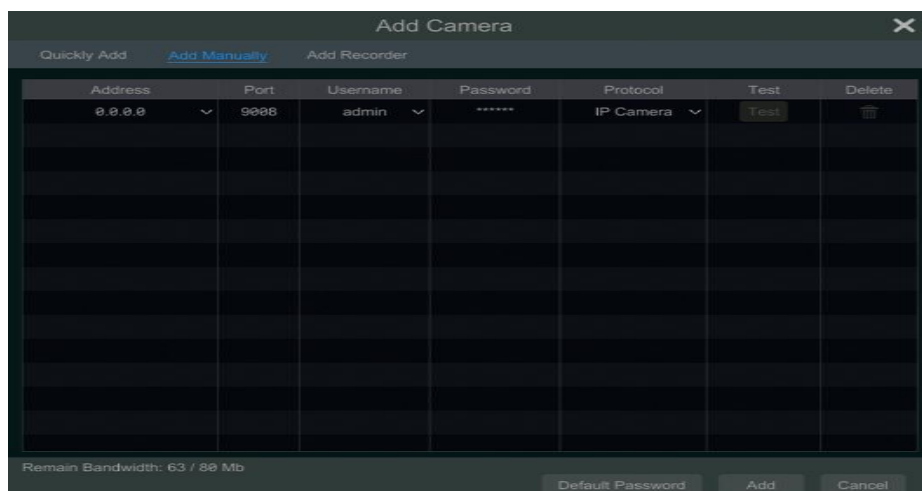 Add Camera
Quickly Add Add Manually Add Recorder
Address Port Username Password Protocol Test Delete
0.0.0.0 9008 admin ****** IP Camera Test
Remain Bandwidth: 63 / 80 Mb
Default Password Add Cancel